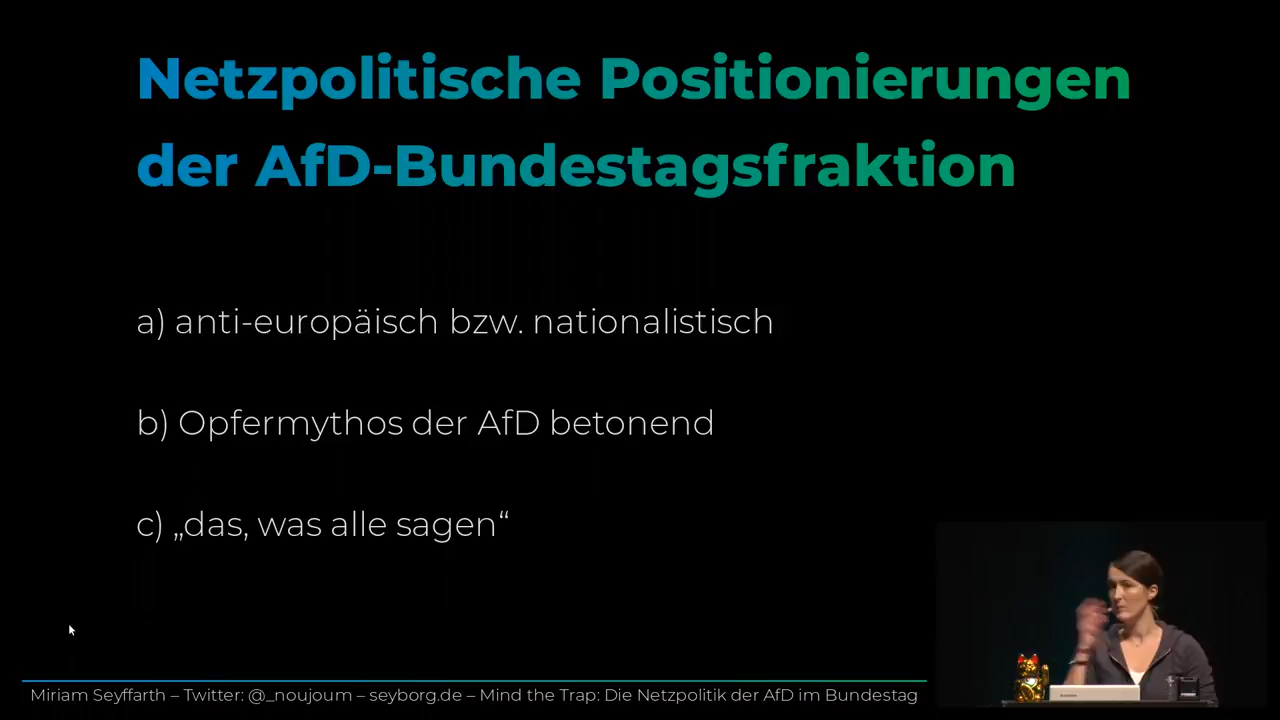 Netzpolitische Positionierungen
der AfD-Bundestagsfraktion
a) anti-europäisch bzw. nationalistisch
b) Opfermythos der AfD betonend
c) „das, was alle sagen“
Miriam Seyffarth – Twitter: @_noujoum – seyborg.de – Mind the Trap: Die Netzpolitik der AfD im Bundestag